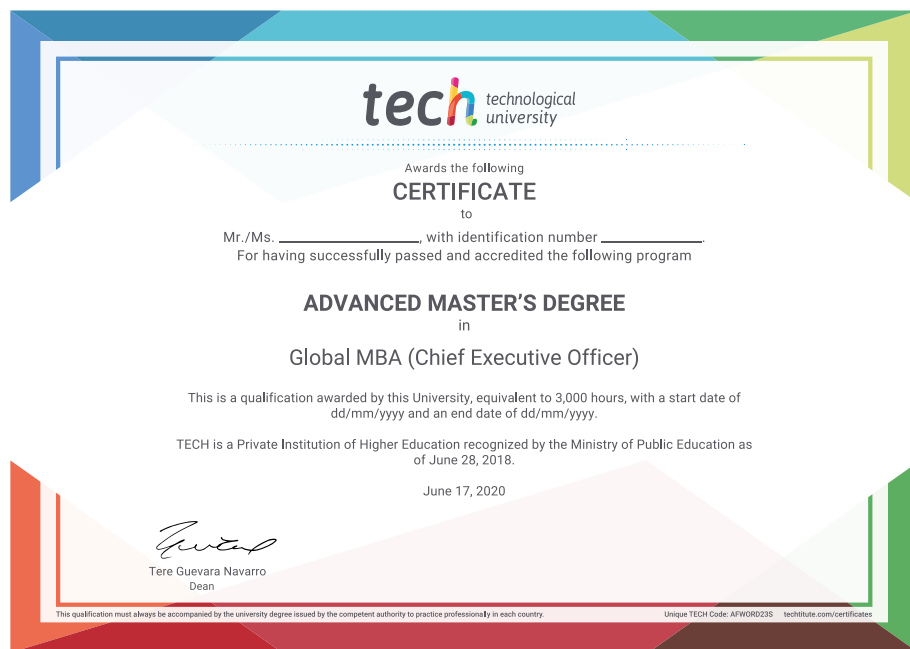 tech technological
university
Awards the following
CERTIFICATE
to
Mr./Ms. ____________________, with identification number ______________.
For having successfully passed and accredited the following program
ADVANCED MASTER’S DEGREE
in
Global MBA (Chief Executive Officer)
This is a qualification awarded by this University, equivalent to 3,000 hours, with a start date of
dd/mm/yyyy and an end date of dd/mm/yyyy.
TECH is a Private Institution of Higher Education recognized by the Ministry of Public Education as
of June 28, 2018.
June 17, 2020
Tere Guevara Navarro
Dean
This qualification must always be accompanied by the university degree issued by the competent authority to practice professionally in each country. Unique TECH Code: AFWORD23S techtitute.com/certificates